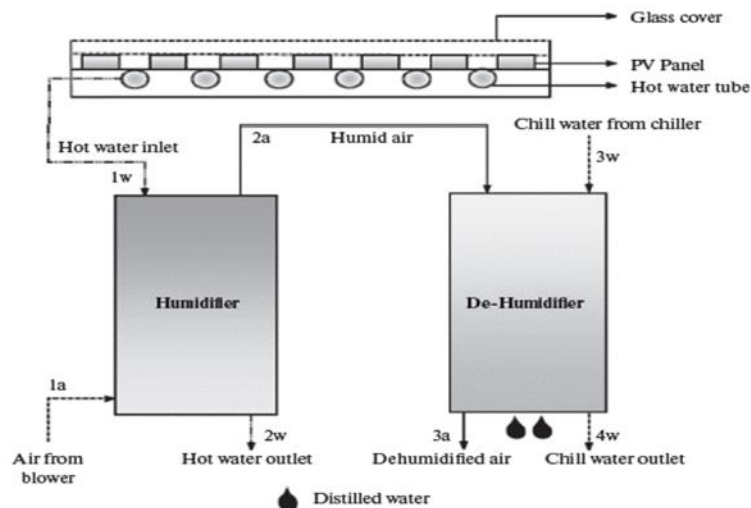 Glass cover
PV Panel
Hot water tube
Hot water inlet
2a
Humid air
Chill water from chiller
1w
3w
Humidifier
De-Humidifier
1a
2w
3a
4w
Air from
blower
Hot water outlet
Dehumidified air
Chill water outlet
Distilled water